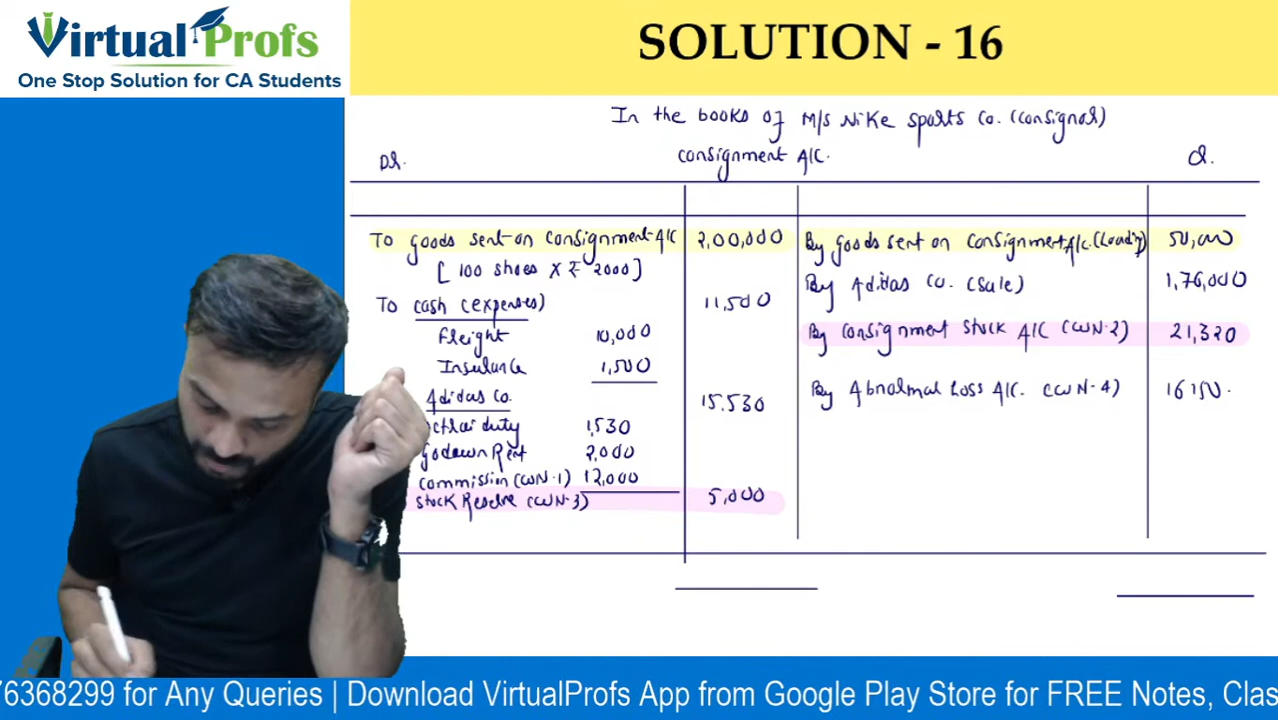 Virtual Profs
One Stop Solution for CA Students
SOLUTION - 16
In the books of M/s Nike Sports Co. (Consignor)
Dr. Consignment A/C. Cr.
To goods sent on consignment A/C 2,00,000 By goods sent on consignment A/C. (Loading) 50,000
[ 100 shoes X ₹ 2000] By Adidas Co. (Sale) 1,76,000
To cash (expenses) 11,500
Freight 10,000 By Consignment Stock A/C (WN-2) 21,320
Insurance 1,500
Adidas Co. 15,530 By Abnormal Loss A/C. (WN-4) 16150.
octroi duty 1,530
godown Rent 2,000
Commission (WN-1) 12,000
Stock Reserve (WN-3) 5,000
76368299 for Any Queries | Download VirtualProfs App from Google Play Store for FREE Notes, Clas